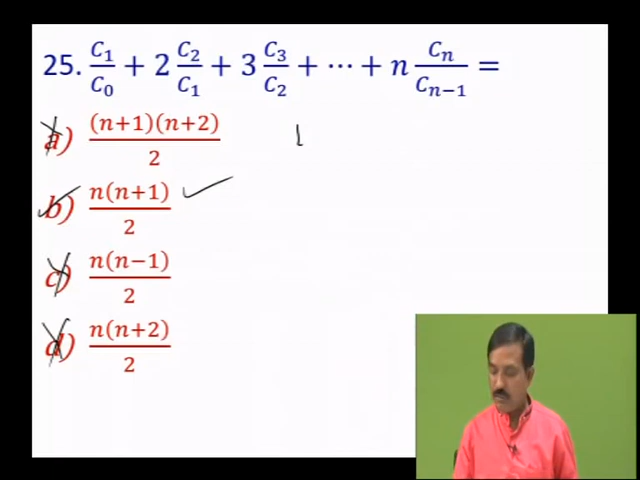 25. C₁/C₀ + 2 C₂/C₁ + 3 C₃/C₂ + ⋯ + n Cₙ/Cₙ₋₁ =
a) (n+1)(n+2)/2
b) n(n+1)/2
c) n(n−1)/2
d) n(n+2)/2